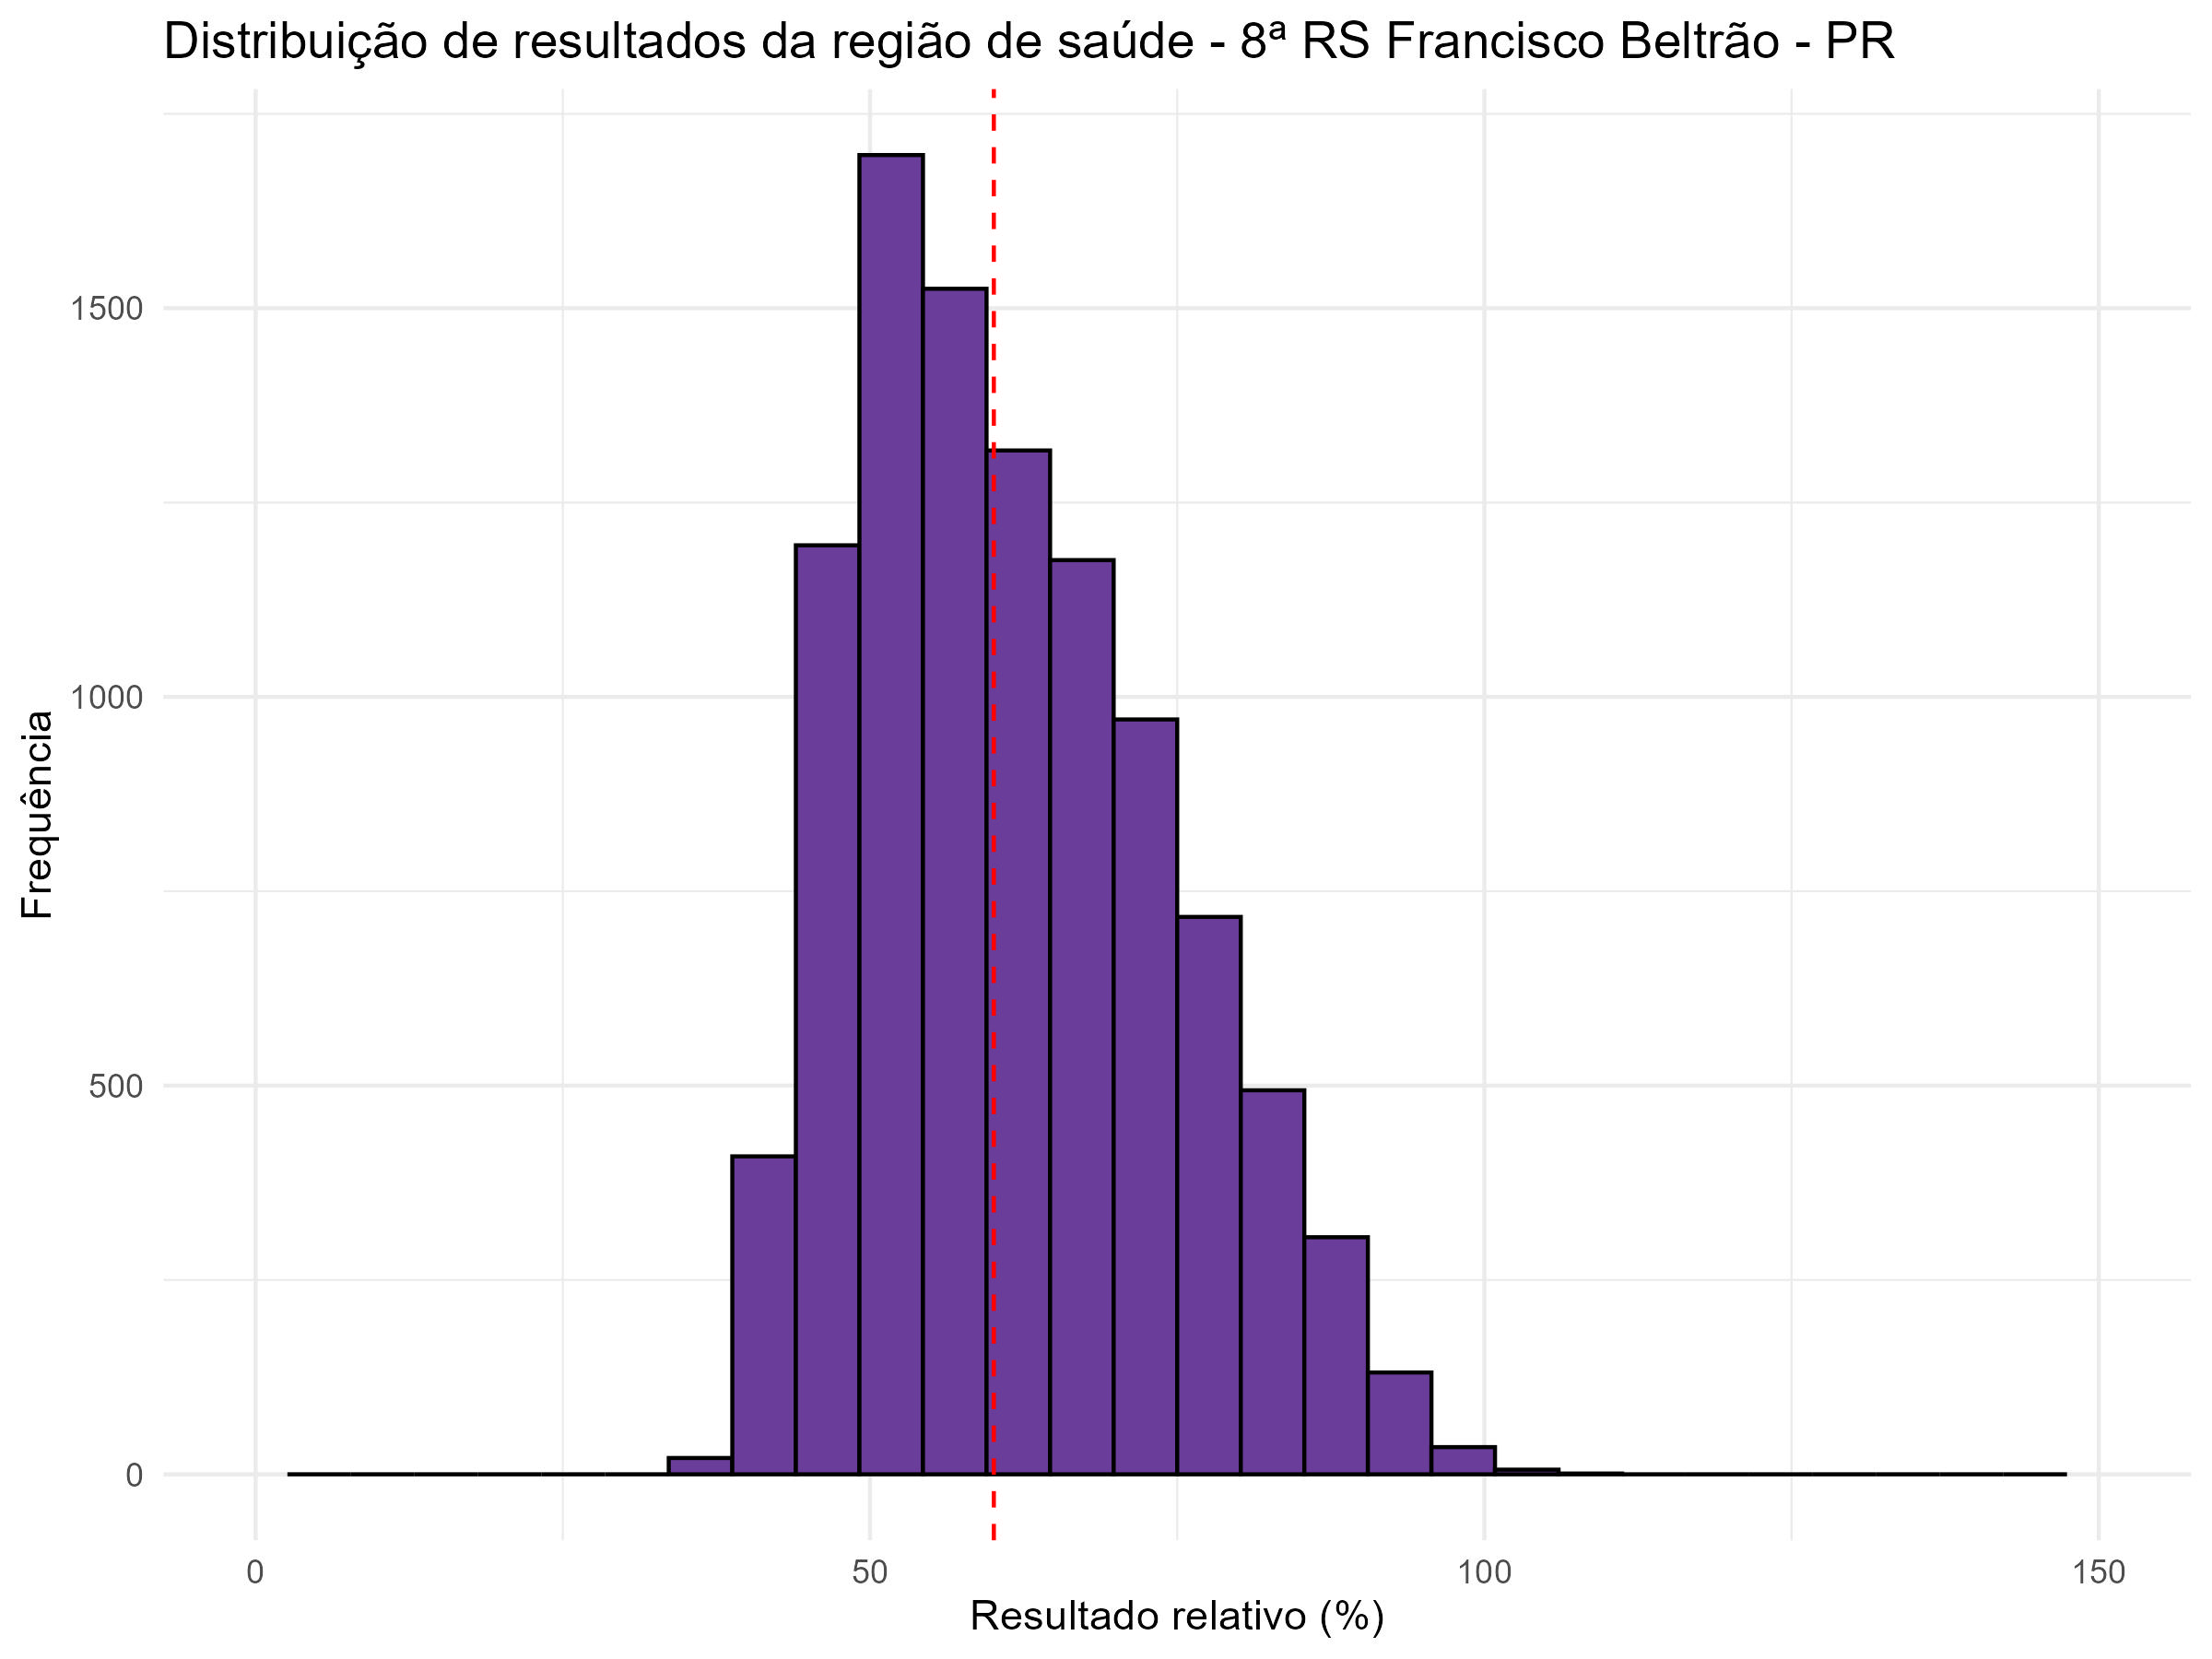 Distribuição de resultados da região de saúde - 8ª RS Francisco Beltrão - PR
Frequência
1500
1000
500
0
0 50 100 150
Resultado relativo (%)